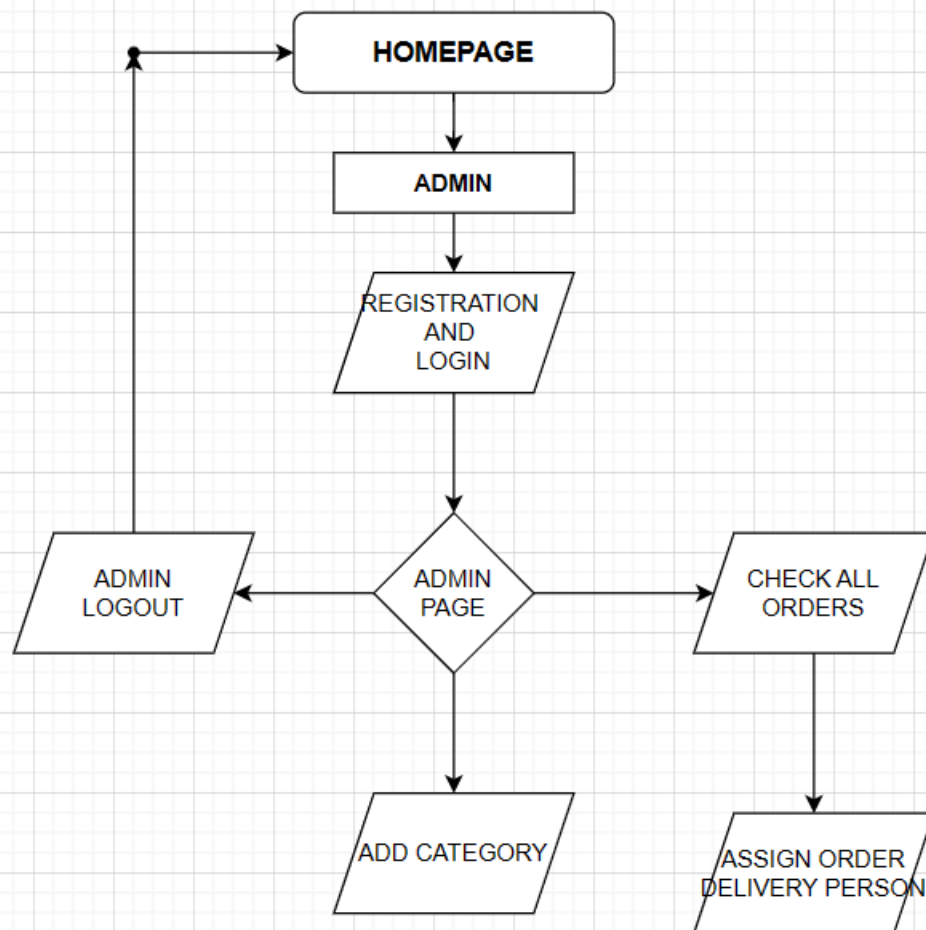 HOMEPAGE
ADMIN
REGISTRATION
AND
LOGIN
ADMIN
LOGOUT
ADMIN
PAGE
CHECK ALL
ORDERS
ADD CATEGORY
ASSIGN ORDER
DELIVERY PERSON